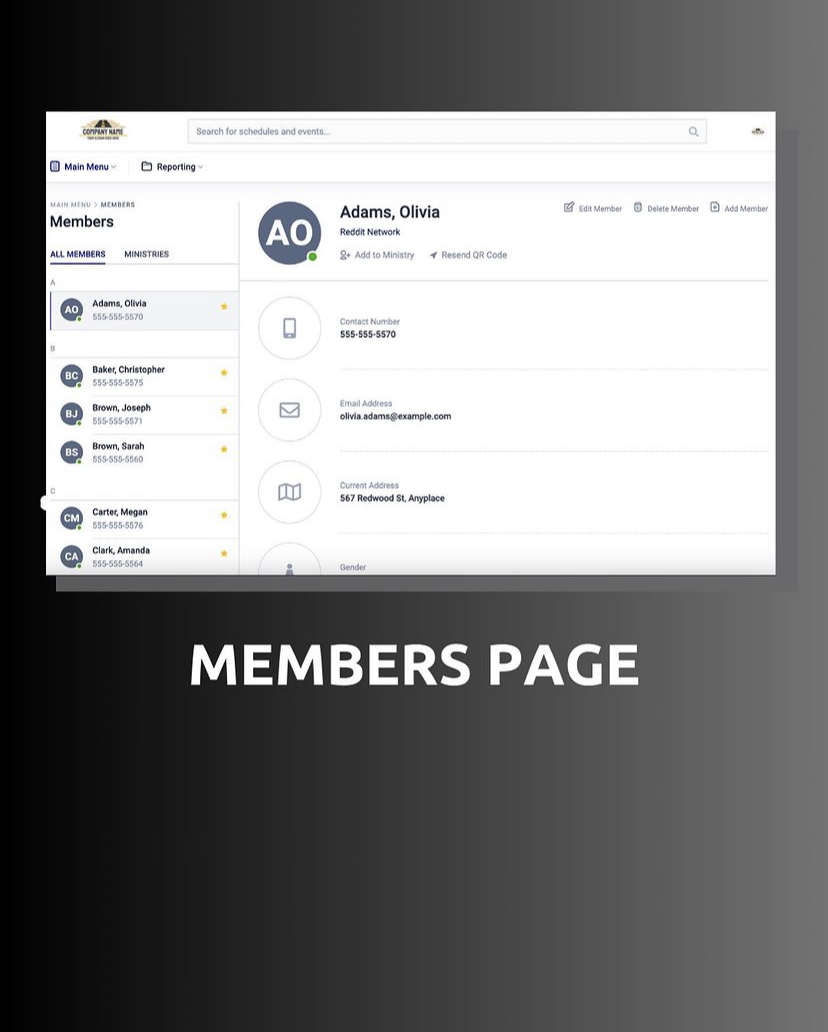 COMPANY NAME
Search for schedules and events...
Main Menu
Reporting
MAIN MENU > MEMBERS
Members
ALL MEMBERS MINISTRIES
A
AO
Adams, Olivia
555-555-5570
B
BC
Baker, Christopher
555-555-5575
BJ
Brown, Joseph
555-555-5571
BS
Brown, Sarah
555-555-5560
C
CM
Carter, Megan
555-555-5576
CA
Clark, Amanda
555-555-5564
AO
Adams, Olivia
Reddit Network
Add to Ministry Resend QR Code
Edit Member Delete Member Add Member
Contact Number
555-555-5570
Email Address
olivia.adams@example.com
Current Address
567 Redwood St, Anyplace
Gender
MEMBERS PAGE